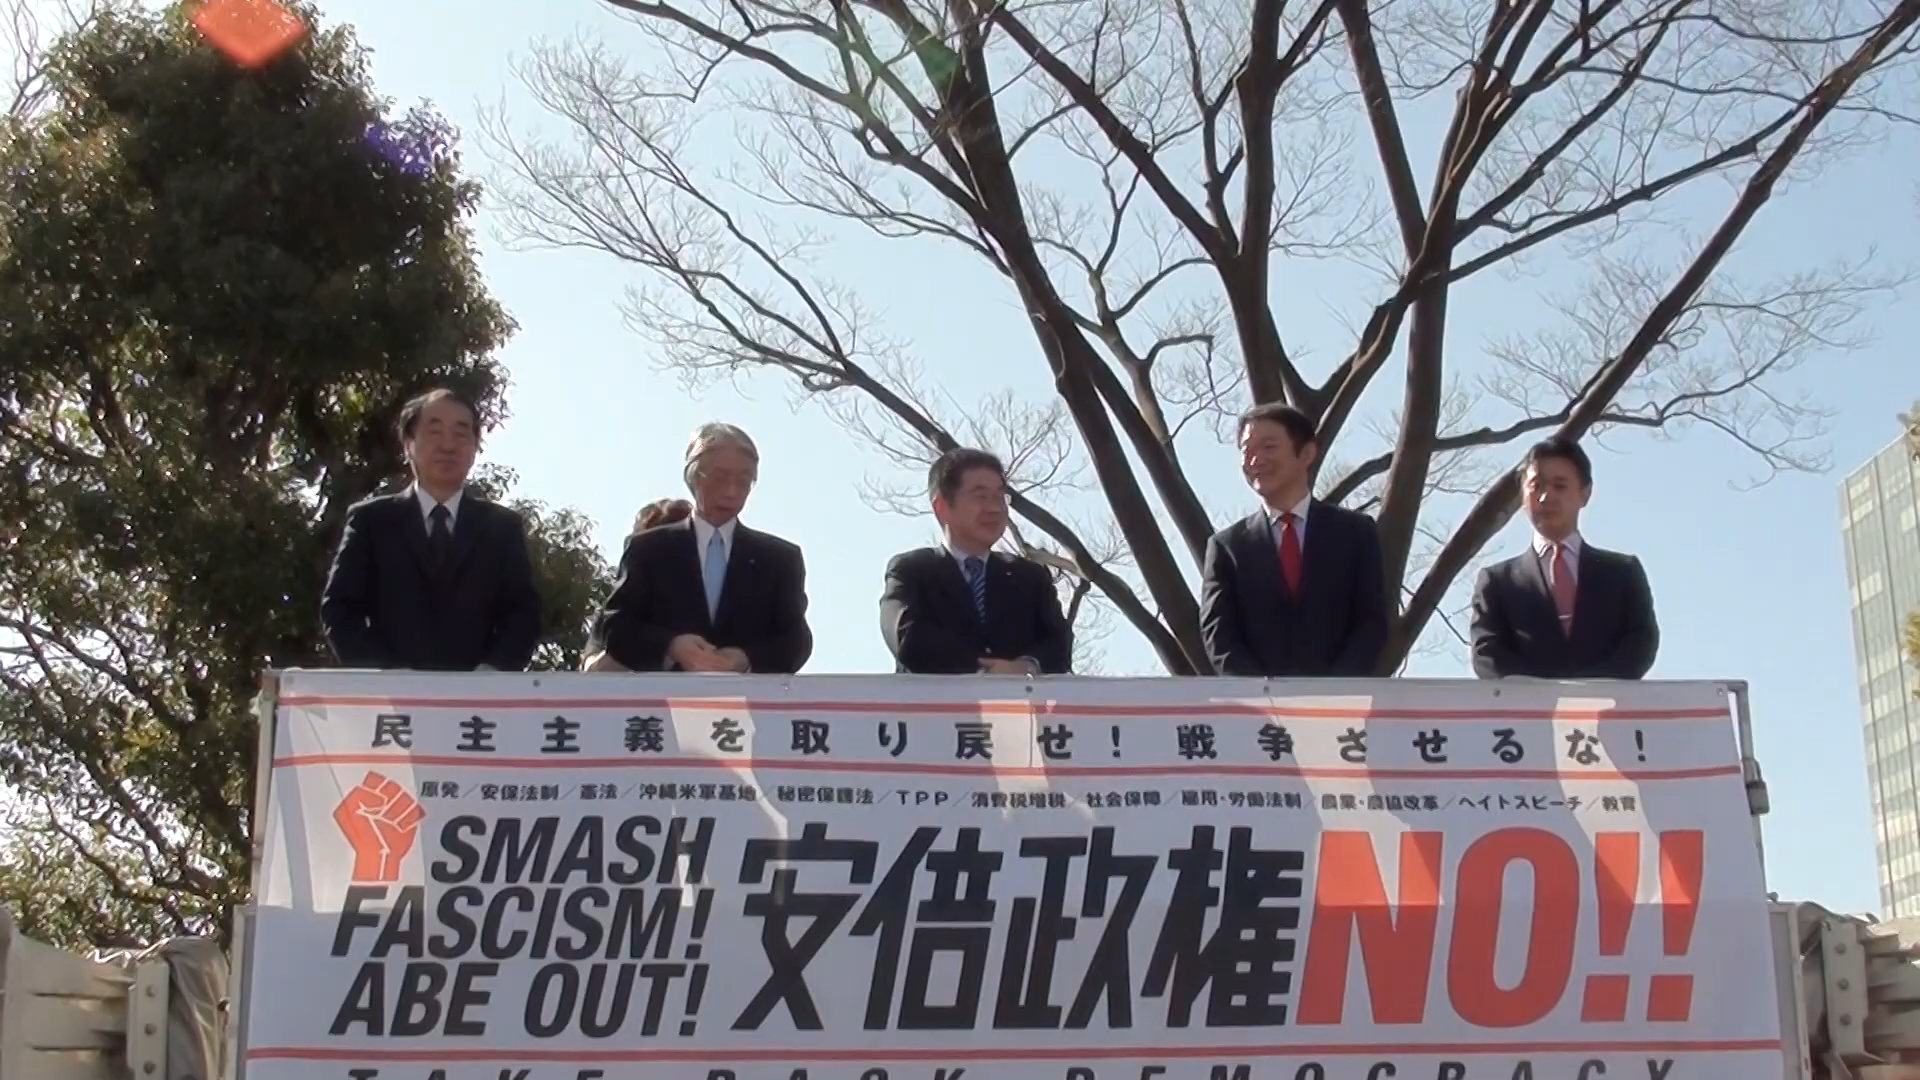 民主主義を取り戻せ！戦争させるな！
原発／安保法制／憲法／沖縄米軍基地／秘密保護法／TPP／消費税増税／社会保障／雇用・労働法制／農業・農協改革／ヘイトスピーチ／教育
SMASH
FASCISM!
ABE OUT!
安倍政権NO!!
TAKE BACK DEMOCRACY